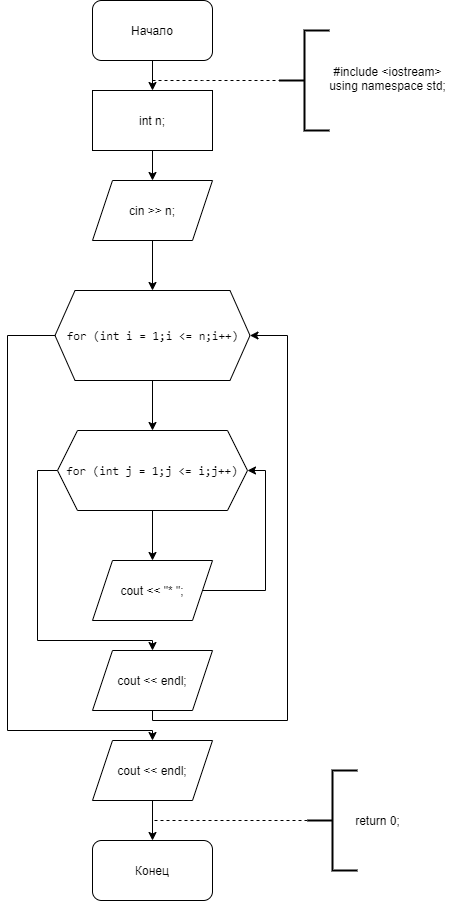 Начало
#include <iostream>
using namespace std;
int n;
cin >> n;
for (int i = 1;i <= n;i++)
for (int j = 1;j <= i;j++)
cout << "* ";
cout << endl;
cout << endl;
return 0;
Конец